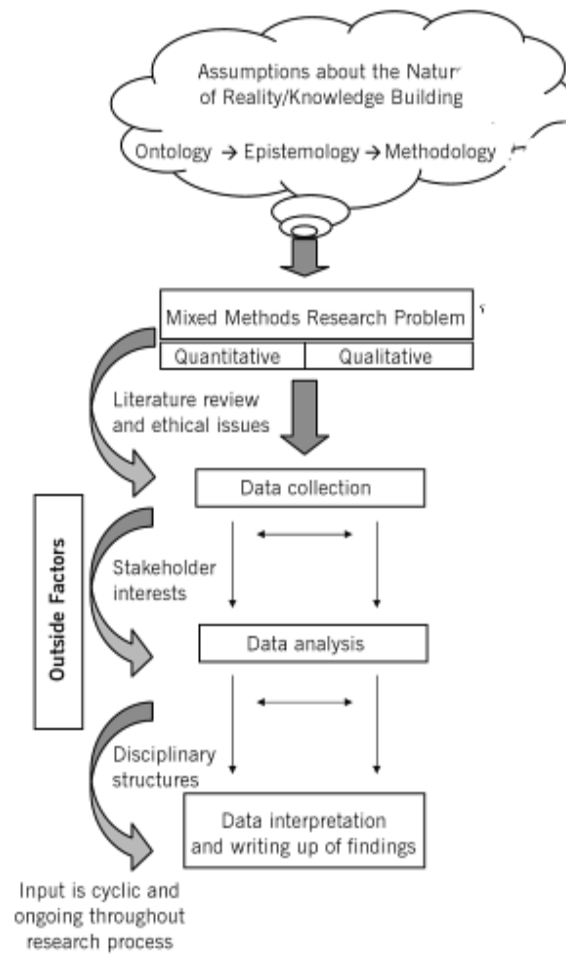 Assumptions about the Natur
of Reality/Knowledge Building
Ontology → Epistemology → Methodology
Mixed Methods Research Problem
Quantitative
Qualitative
Literature review
and ethical issues
Data collection
Outside Factors
Stakeholder
interests
Data analysis
Disciplinary
structures
Data interpretation
and writing up of findings
Input is cyclic and
ongoing throughout
research process